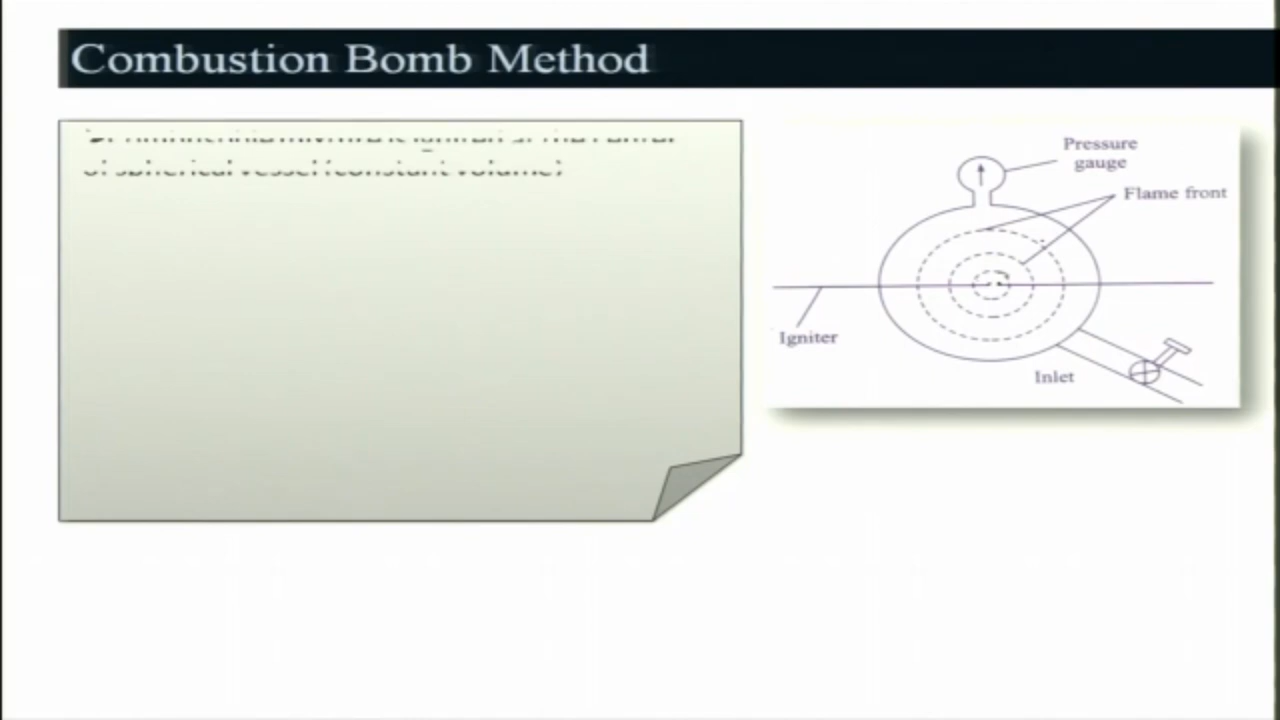 Combustion Bomb Method
of spherical vessel (constant volume)
Pressure
gauge
Flame front
Igniter
Inlet